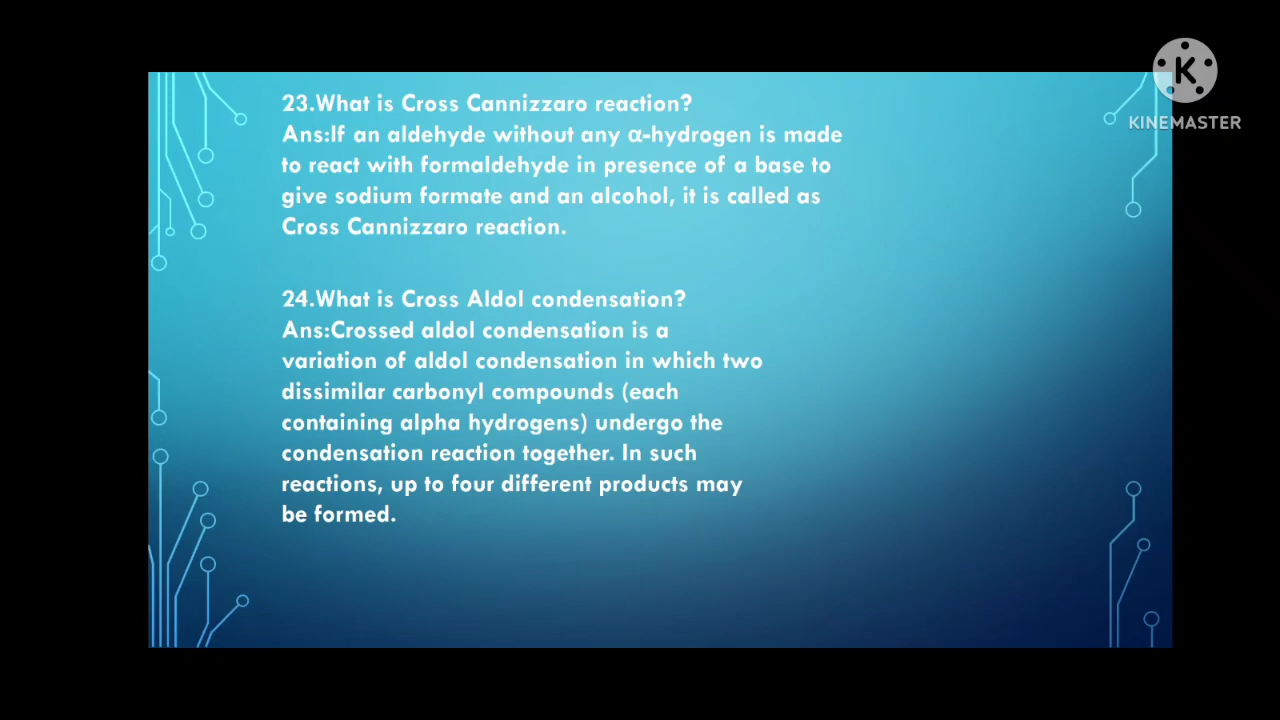 KINEMASTER
23.What is Cross Cannizzaro reaction?
Ans:If an aldehyde without any α-hydrogen is made
to react with formaldehyde in presence of a base to
give sodium formate and an alcohol, it is called as
Cross Cannizzaro reaction.
24.What is Cross Aldol condensation?
Ans:Crossed aldol condensation is a
variation of aldol condensation in which two
dissimilar carbonyl compounds (each
containing alpha hydrogens) undergo the
condensation reaction together. In such
reactions, up to four different products may
be formed.